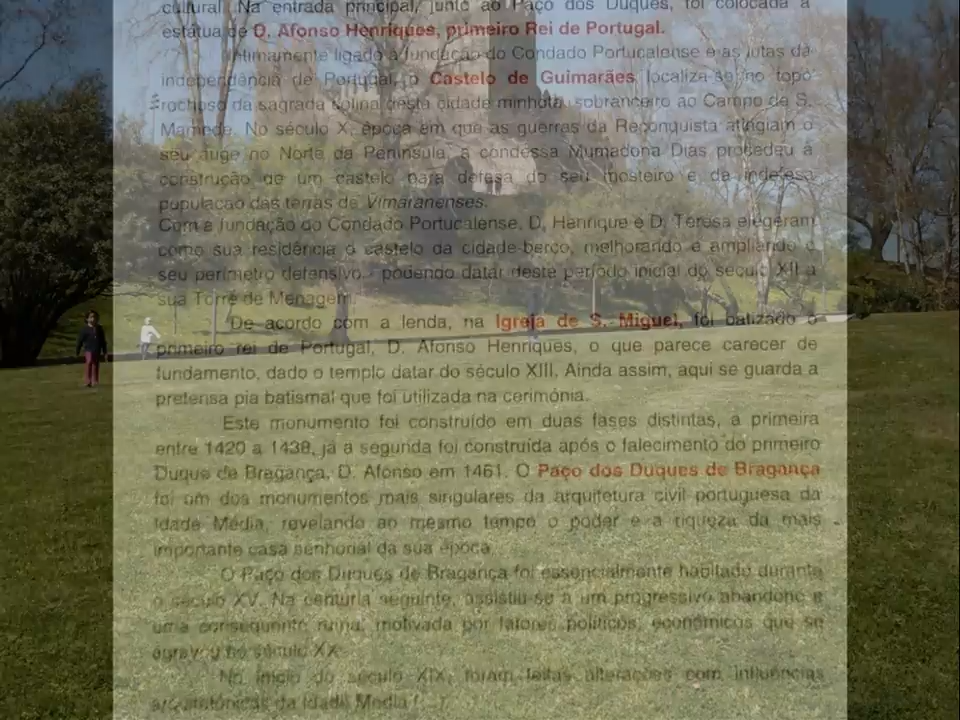 cultural. Na entrada principal, junto ao Paço dos Duques, foi colocada a
estátua de D. Afonso Henriques, primeiro Rei de Portugal.
Intimamente ligado à fundação do Condado Portucalense e às lutas da
independência de Portugal, o Castelo de Guimarães localiza-se no topo
rochoso da sagrada colina desta cidade minhota, sobranceiro ao Campo de S.
Mamede. No século X, época em que as guerras da Reconquista atingiam o
seu auge no Norte da Península, a condessa Mumadona Dias procedeu à
construção de um castelo para defesa do seu mosteiro e da indefesa
população das terras de Vimaranenses.
Com a fundação do Condado Portucalense, D. Henrique e D. Teresa elegeram
como sua residência o castelo da cidade-berço, melhorando e ampliando o
seu perímetro defensivo, podendo datar deste período inicial do século XII a
sua Torre de Menagem.
De acordo com a lenda, na Igreja de S. Miguel, foi batizado o
primeiro rei de Portugal, D. Afonso Henriques, o que parece carecer de
fundamento, dado o templo datar do século XIII. Ainda assim, aqui se guarda a
pretensa pia batismal que foi utilizada na cerimónia.
Este monumento foi construído em duas fases distintas, a primeira
entre 1420 a 1438, já a segunda foi construída após o falecimento do primeiro
Duque de Bragança, D. Afonso em 1461. O Paço dos Duques de Bragança
foi um dos monumentos mais singulares da arquitetura civil portuguesa da
Idade Média, revelando ao mesmo tempo o poder e a riqueza da mais
importante casa senhorial da sua época.
O Paço dos Duques de Bragança foi essencialmente habitado durante
o século XV. Na centúria seguinte, assistiu-se a um progressivo abandono e
uma consequente ruína, motivada por fatores políticos, económicos que se
agravou no século XX.
No início do século XIX, foram feitas alterações com influências
arquitetónicas da Idade Média